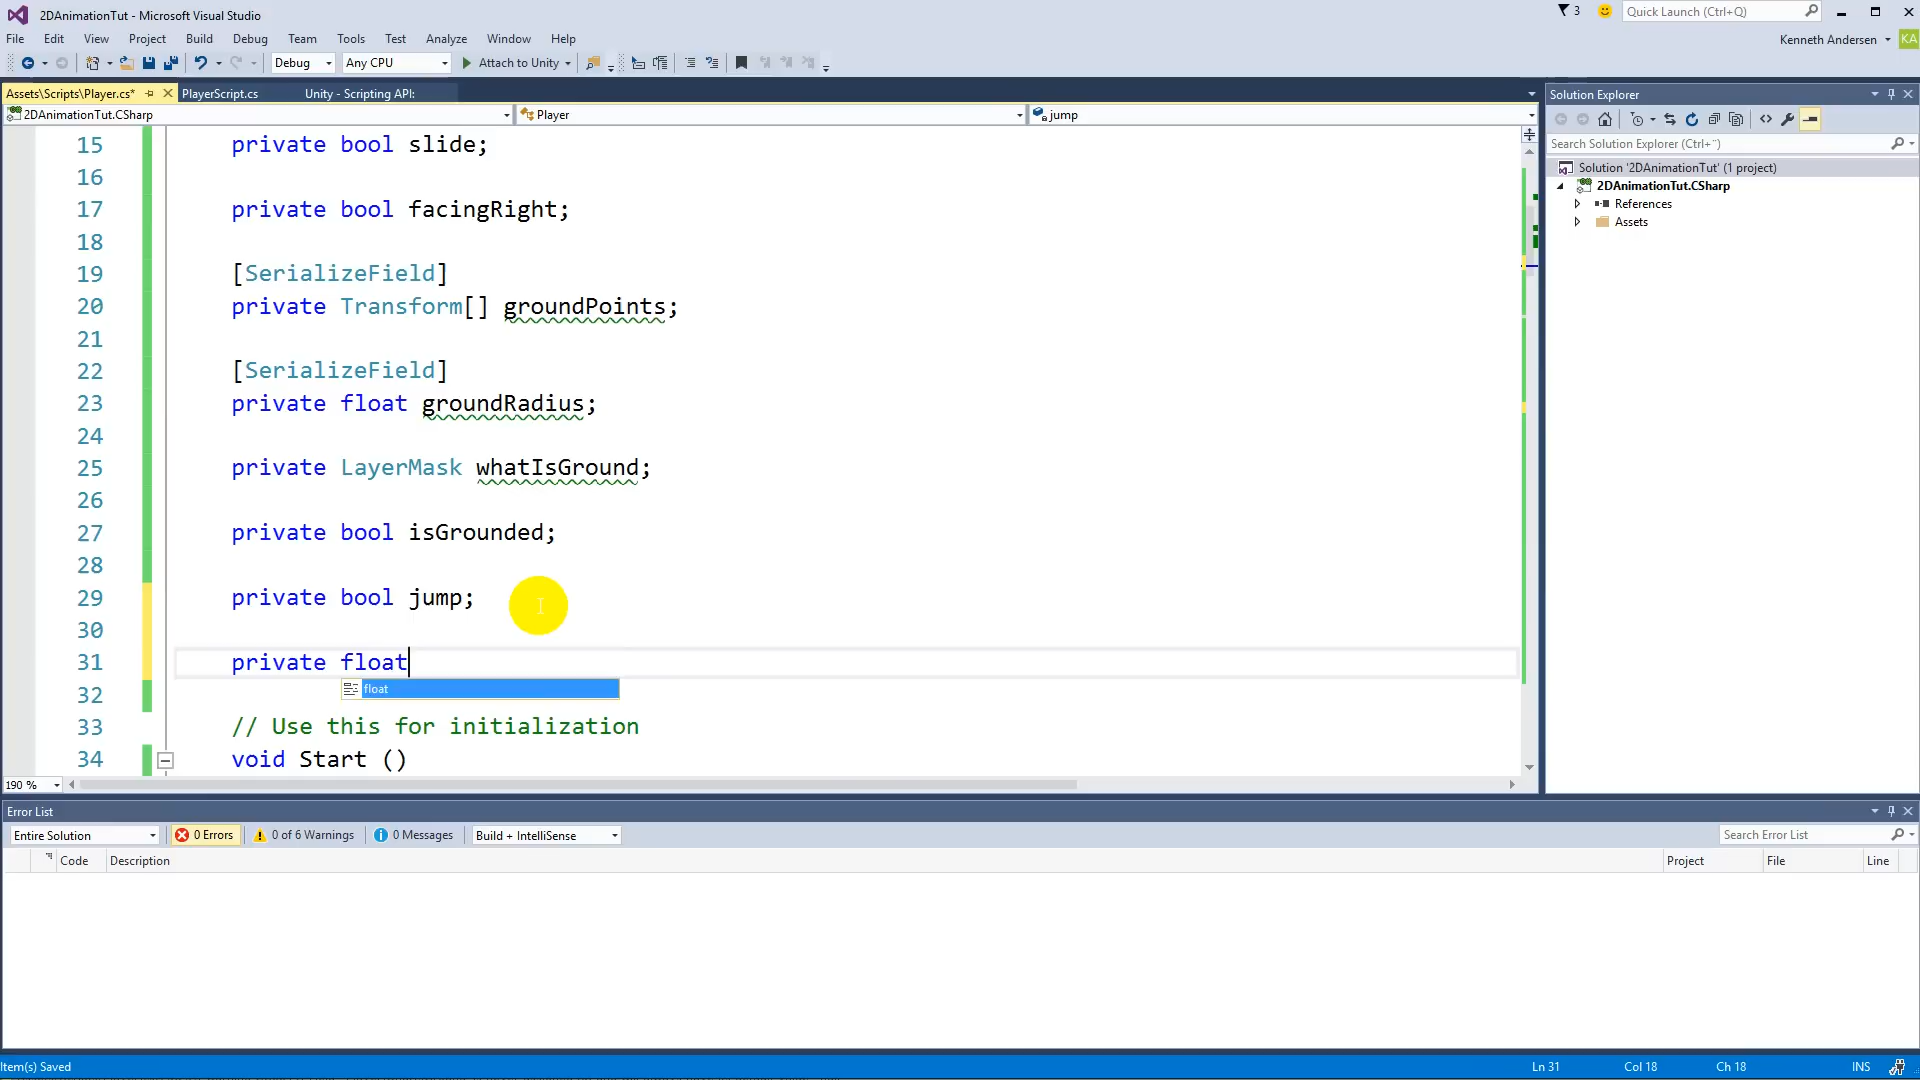 2DAnimationTut - Microsoft Visual Studio
3
Quick Launch (Ctrl+Q)
File Edit View Project Build Debug Team Tools Test Analyze Window Help
Kenneth Andersen KA
Debug Any CPU Attach to Unity
Assets\Scripts\Player.cs* PlayerScript.cs Unity - Scripting API:
2DAnimationTut.CSharp Player jump
15 private bool slide;
16
17 private bool facingRight;
18
19 [SerializeField]
20 private Transform[] groundPoints;
21
22 [SerializeField]
23 private float groundRadius;
24
25 private LayerMask whatIsGround;
26
27 private bool isGrounded;
28
29 private bool jump;
30
31 private float
float
32
33 // Use this for initialization
34 void Start ()
190 %
Solution Explorer
Search Solution Explorer (Ctrl+¨)
Solution '2DAnimationTut' (1 project)
2DAnimationTut.CSharp
References
Assets
Error List
Entire Solution 0 Errors 0 of 6 Warnings 0 Messages Build + IntelliSense Search Error List
Code Description Project File Line
Item(s) Saved Ln 31 Col 18 Ch 18 INS